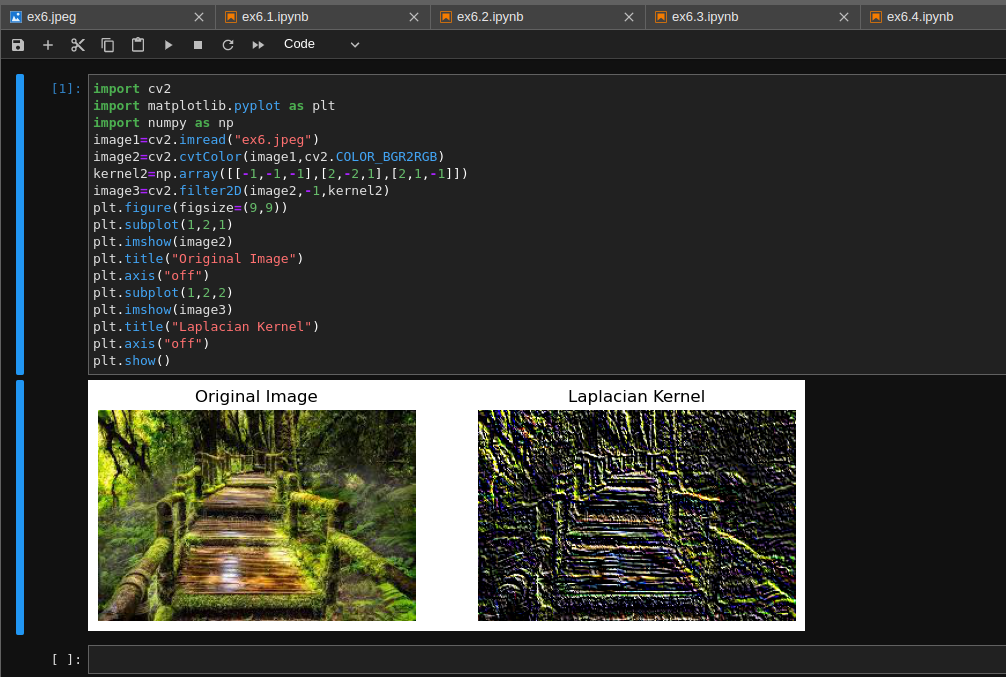 ex6.jpeg
ex6.1.ipynb
ex6.2.ipynb
ex6.3.ipynb
ex6.4.ipynb
Code
[1]:
import cv2
import matplotlib.pyplot as plt
import numpy as np
image1=cv2.imread("ex6.jpeg")
image2=cv2.cvtColor(image1,cv2.COLOR_BGR2RGB)
kernel2=np.array([[-1,-1,-1],[2,-2,1],[2,1,-1]])
image3=cv2.filter2D(image2,-1,kernel2)
plt.figure(figsize=(9,9))
plt.subplot(1,2,1)
plt.imshow(image2)
plt.title("Original Image")
plt.axis("off")
plt.subplot(1,2,2)
plt.imshow(image3)
plt.title("Laplacian Kernel")
plt.axis("off")
plt.show()
Original Image
Laplacian Kernel
[ ]: